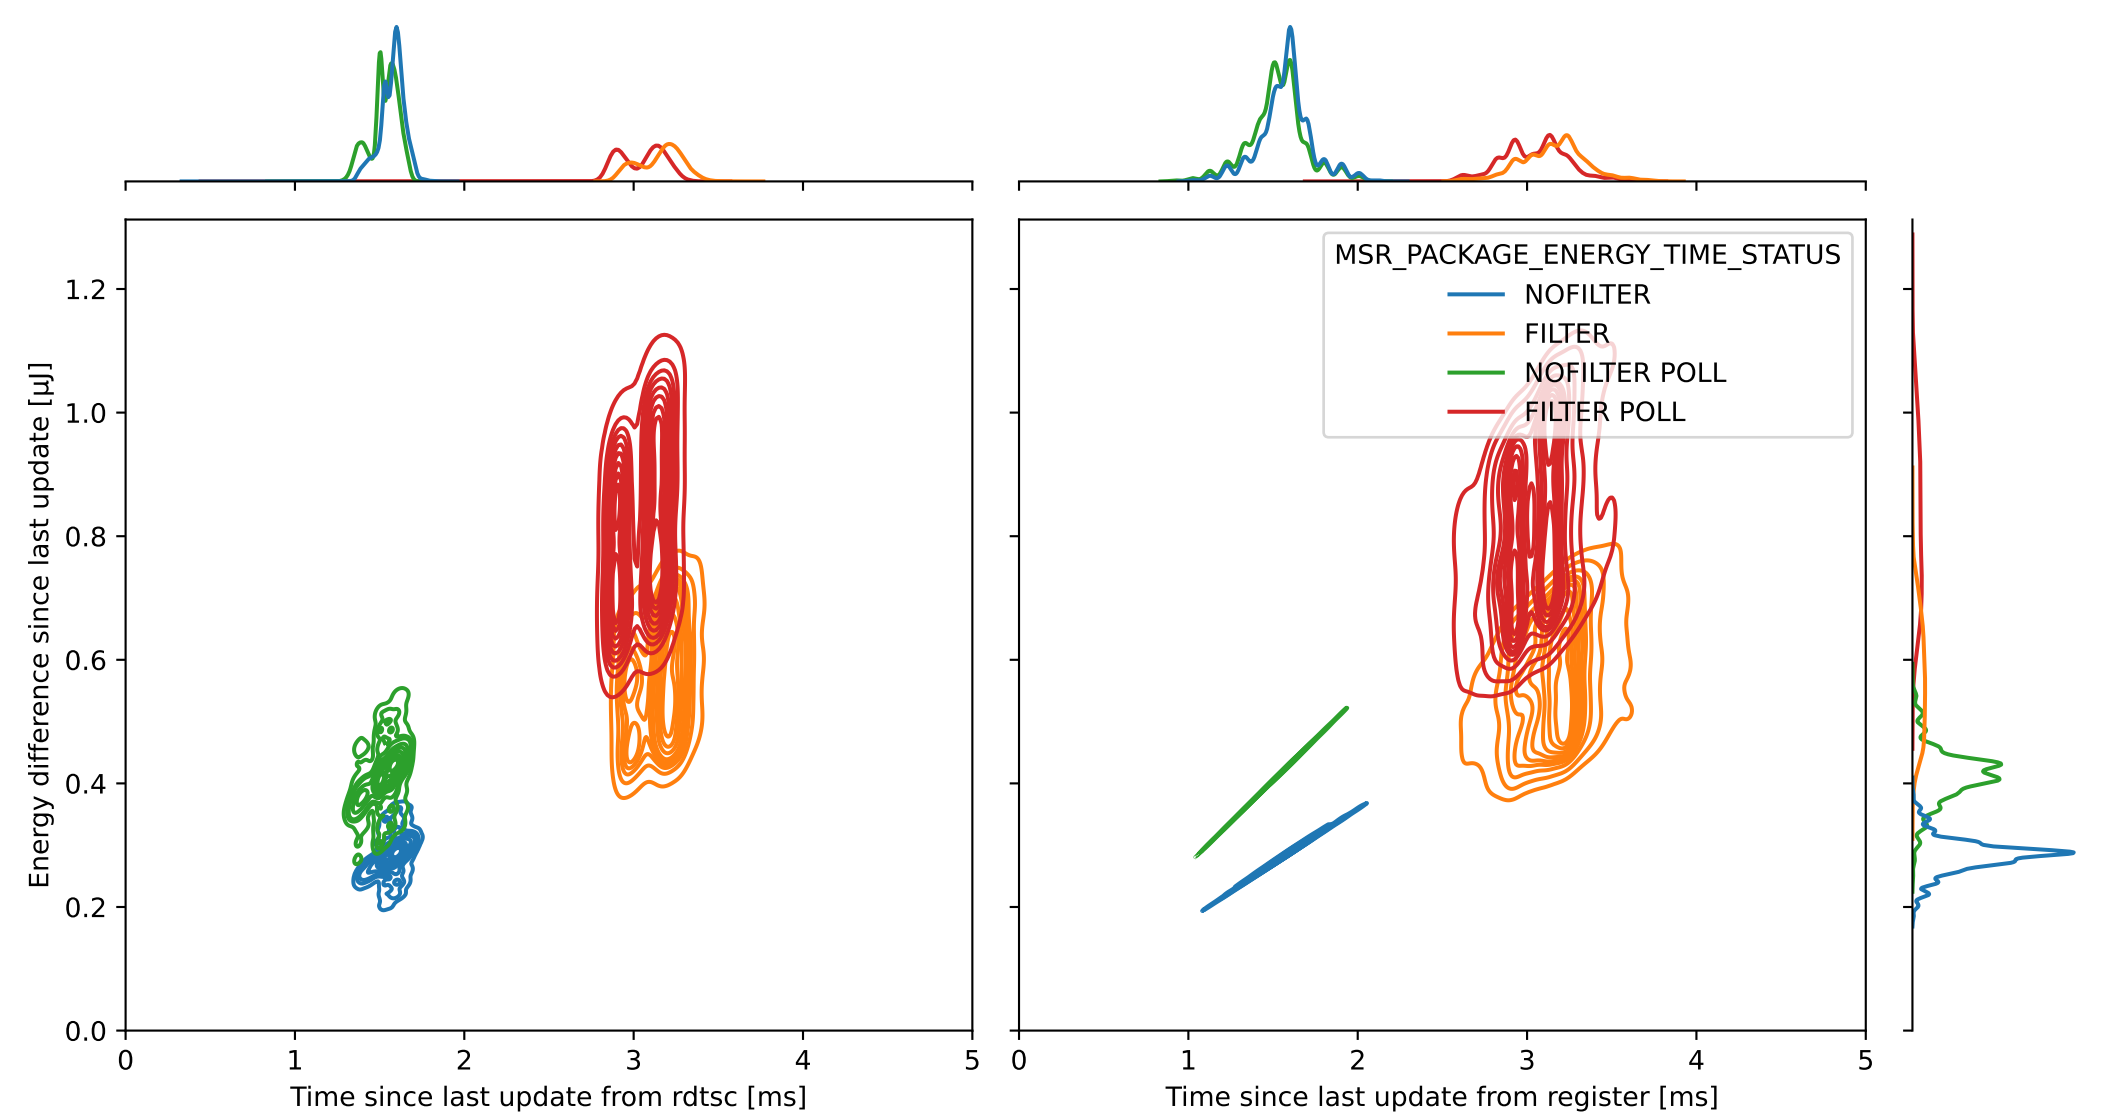 MSR_PACKAGE_ENERGY_TIME_STATUS
NOFILTER
FILTER
NOFILTER POLL
FILTER POLL
Energy difference since last update [µJ]
1.2
1.0
0.8
0.6
0.4
0.2
0.0
0 1 2 3 4 5
0 1 2 3 4 5
Time since last update from rdtsc [ms]
Time since last update from register [ms]